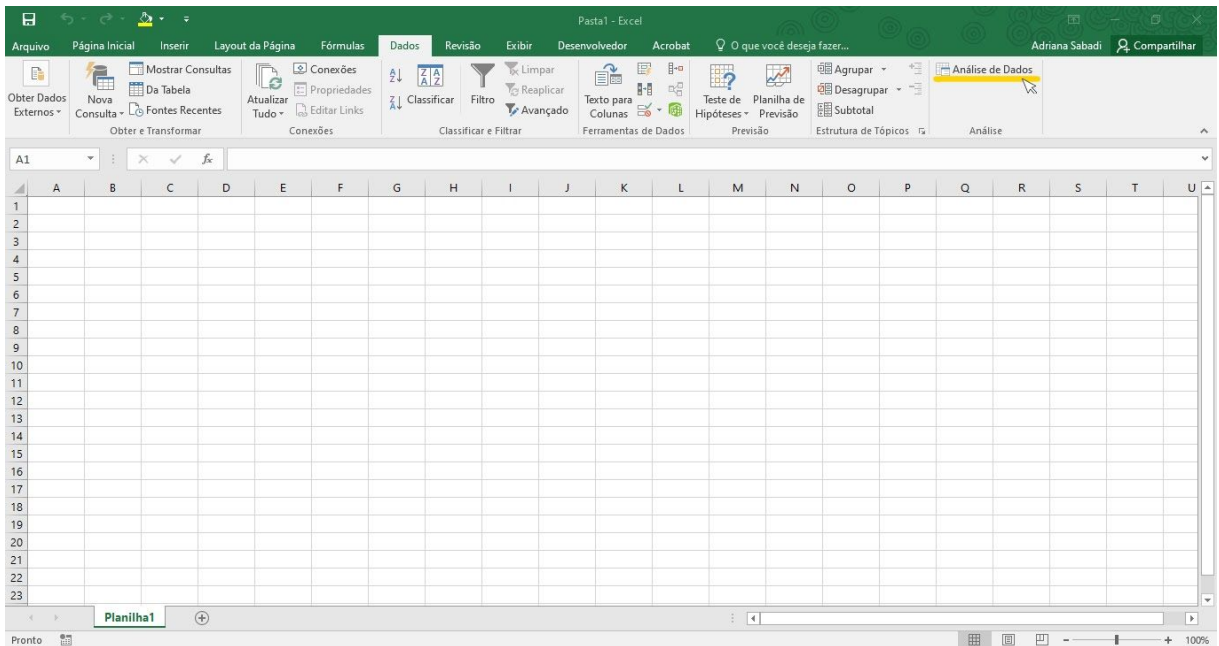 Pasta1 - Excel
Arquivo Página Inicial Inserir Layout da Página Fórmulas Dados Revisão Exibir Desenvolvedor Acrobat O que você deseja fazer... Adriana Sabadi Compartilhar
Obter Dados Externos
Nova Consulta
Mostrar Consultas
Da Tabela
Fontes Recentes
Obter e Transformar
Atualizar Tudo
Conexões
Propriedades
Editar Links
Conexões
Classificar
Filtro
Limpar
Reaplicar
Avançado
Classificar e Filtrar
Texto para Colunas
Ferramentas de Dados
Teste de Hipóteses
Planilha de Previsão
Previsão
Agrupar
Desagrupar
Subtotal
Estrutura de Tópicos
Análise de Dados
Análise
A1 fx
A B C D E F G H I J K L M N O P Q R S T U
1
2
3
4
5
6
7
8
9
10
11
12
13
14
15
16
17
18
19
20
21
22
23
Planilha1
Pronto 100%